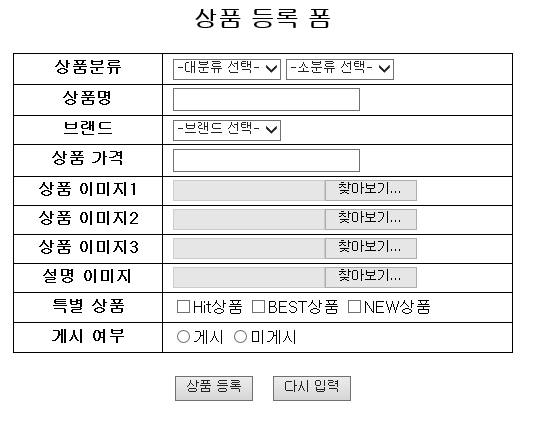 상품 등록 폼
상품분류 -대분류 선택- -소분류 선택-
상품명
브랜드 -브랜드 선택-
상품 가격
상품 이미지1 찾아보기...
상품 이미지2 찾아보기...
상품 이미지3 찾아보기...
설명 이미지 찾아보기...
특별 상품 Hit상품 BEST상품 NEW상품
게시 여부 게시 미게시
상품 등록 다시 입력